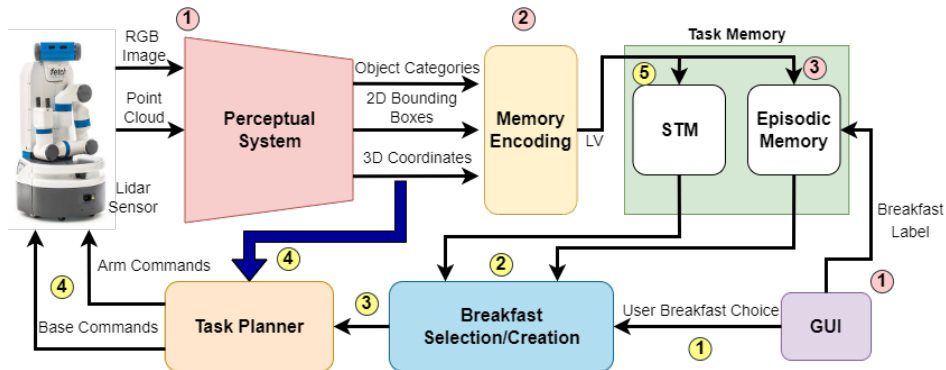 1
2
RGB
Image
fetch
Task Memory
Object Categories
5
3
Point
Cloud
Perceptual
System
2D Bounding
Boxes
Memory
Encoding
LV
STM
Episodic
Memory
3D Coordinates
Lidar
Sensor
Breakfast
Label
4
2
4
Arm Commands
1
Base Commands
Task Planner
3
Breakfast
Selection/Creation
User Breakfast Choice
1
GUI